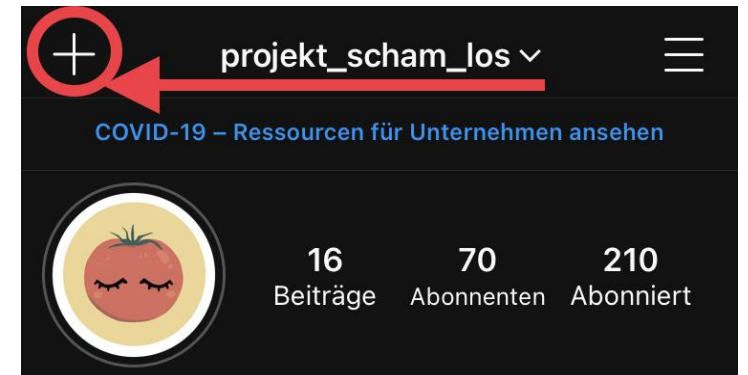 projekt_scham_los
COVID-19 – Ressourcen für Unternehmen ansehen
16 70 210
Beiträge Abonnenten Abonniert